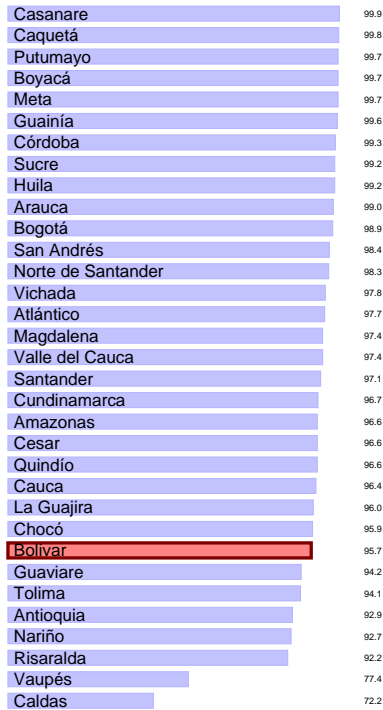 Casanare 99.9
Caquetá 99.8
Putumayo 99.7
Boyacá 99.7
Meta 99.7
Guainía 99.6
Córdoba 99.3
Sucre 99.2
Huila 99.2
Arauca 99.0
Bogotá 98.9
San Andrés 98.4
Norte de Santander 98.3
Vichada 97.8
Atlántico 97.7
Magdalena 97.4
Valle del Cauca 97.4
Santander 97.1
Cundinamarca 96.7
Amazonas 96.6
Cesar 96.6
Quindío 96.6
Cauca 96.4
La Guajira 96.0
Chocó 95.9
Bolivar 95.7
Guaviare 94.2
Tolima 94.1
Antioquia 92.9
Nariño 92.7
Risaralda 92.2
Vaupés 77.4
Caldas 72.2